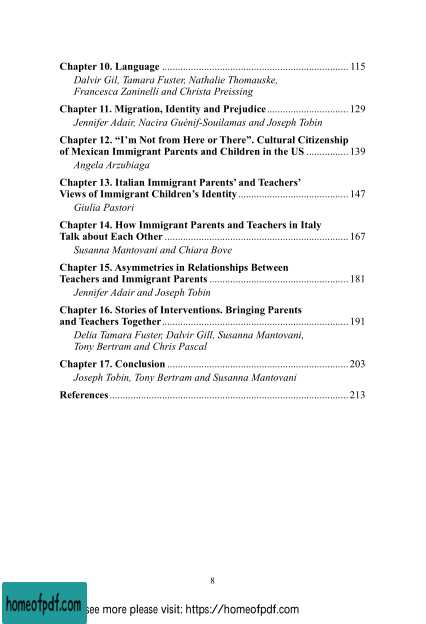 Chapter 10. Language ........................................................................ 115
Dalvir Gil, Tamara Fuster, Nathalie Thomauske,
Francesca Zaninelli and Christa Preissing
Chapter 11. Migration, Identity and Prejudice ............................... 129
Jennifer Adair, Nacira Guénif-Souilamas and Joseph Tobin
Chapter 12. “I’m Not from Here or There”. Cultural Citizenship
of Mexican Immigrant Parents and Children in the US ................ 139
Angela Arzubiaga
Chapter 13. Italian Immigrant Parents’ and Teachers’
Views of Immigrant Children’s Identity .......................................... 147
Giulia Pastori
Chapter 14. How Immigrant Parents and Teachers in Italy
Talk about Each Other ....................................................................... 167
Susanna Mantovani and Chiara Bove
Chapter 15. Asymmetries in Relationships Between
Teachers and Immigrant Parents ..................................................... 181
Jennifer Adair and Joseph Tobin
Chapter 16. Stories of Interventions. Bringing Parents
and Teachers Together ....................................................................... 191
Delia Tamara Fuster, Dalvir Gill, Susanna Mantovani,
Tony Bertram and Chris Pascal
Chapter 17. Conclusion ...................................................................... 203
Joseph Tobin, Tony Bertram and Susanna Mantovani
References ............................................................................................ 213
8
homeofpdf.com
see more please visit: https://homeofpdf.com